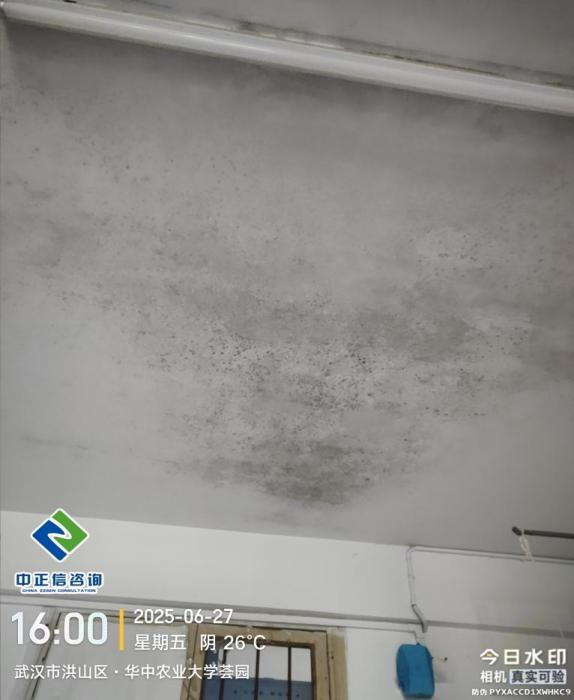 中正信咨询
CHINA ZZSIN CONSULTATION
16:00
2025-06-27
星期五 阴 26°C
武汉市洪山区·华中农业大学荟园
今日水印
相机 真实可验
防伪 PYXA7CCD1XWHKC